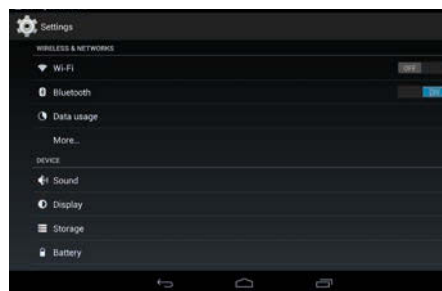 Settings
WIRELESS & NETWORKS
Wi-Fi
OFF
Bluetooth
ON
Data usage
More...
DEVICE
Sound
Display
Storage
Battery